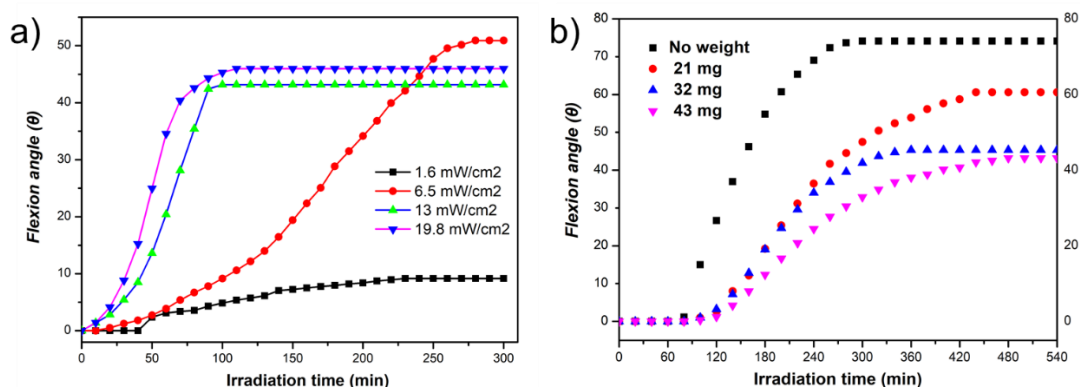 a)
Flexion angle (θ)
50
40
30
20
10
0
1.6 mW/cm2
6.5 mW/cm2
13 mW/cm2
19.8 mW/cm2
0 50 100 150 200 250 300
Irradiation time (min)
b)
Flexion angle (θ)
80
70
60
50
40
30
20
10
0
No weight
21 mg
32 mg
43 mg
80
60
40
20
0
0 60 120 180 240 300 360 420 480 540
Irradiation time (min)